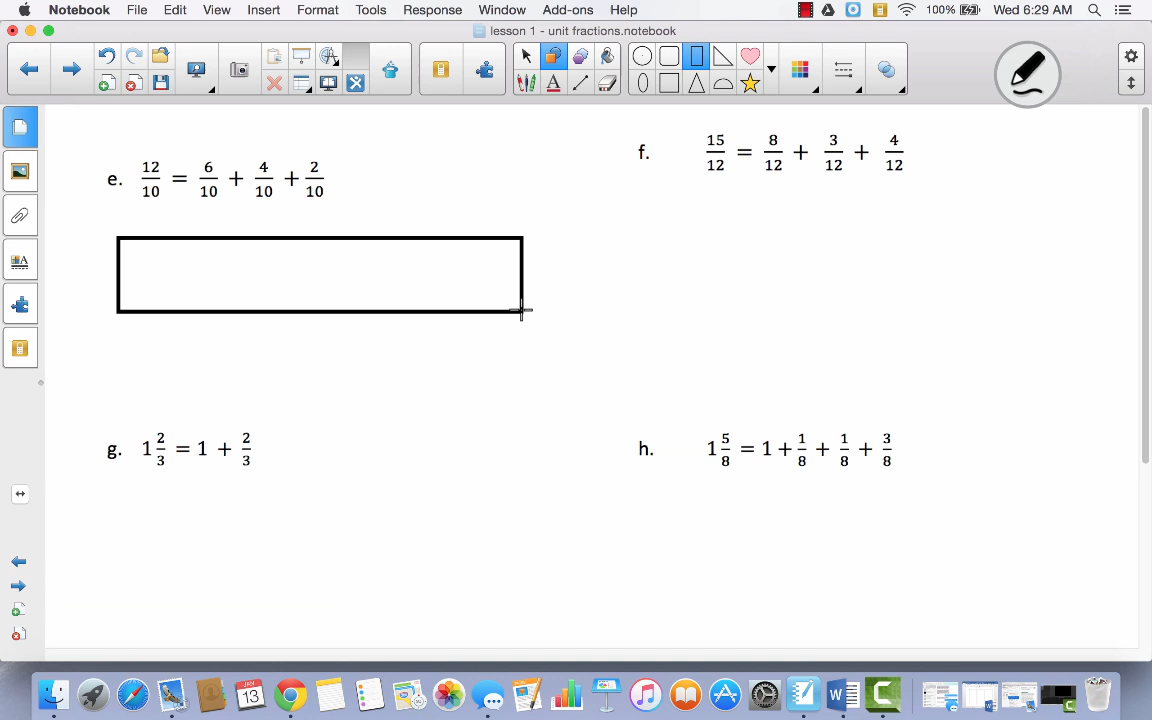 Notebook File Edit View Insert Format Tools Response Window Add-ons Help 100% Wed 6:29 AM
lesson 1 - unit fractions.notebook
e. 12/10 = 6/10 + 4/10 + 2/10
f. 15/12 = 8/12 + 3/12 + 4/12
g. 1 2/3 = 1 + 2/3
h. 1 5/8 = 1 + 1/8 + 1/8 + 3/8
13